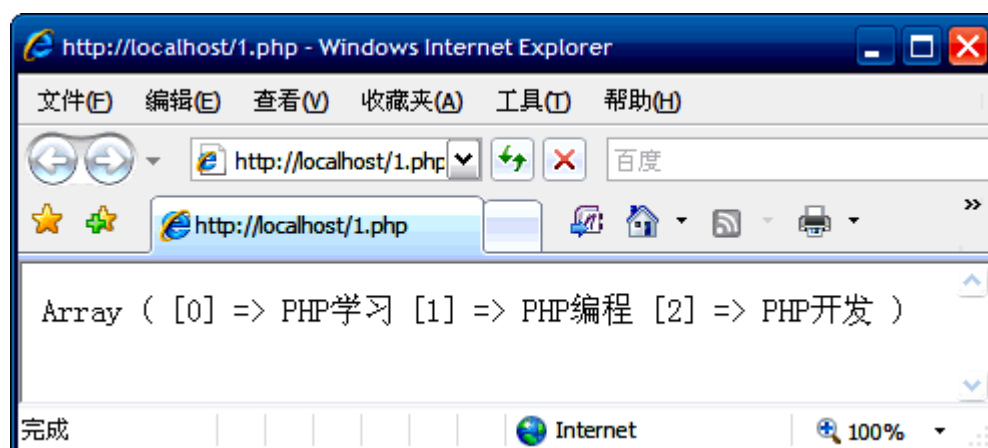 http://localhost/1.php - Windows Internet Explorer
文件(F) 编辑(E) 查看(V) 收藏夹(A) 工具(T) 帮助(H)
http://localhost/1.php 百度
http://localhost/1.php
Array ( [0] => PHP学习 [1] => PHP编程 [2] => PHP开发 )
完成 Internet 100%